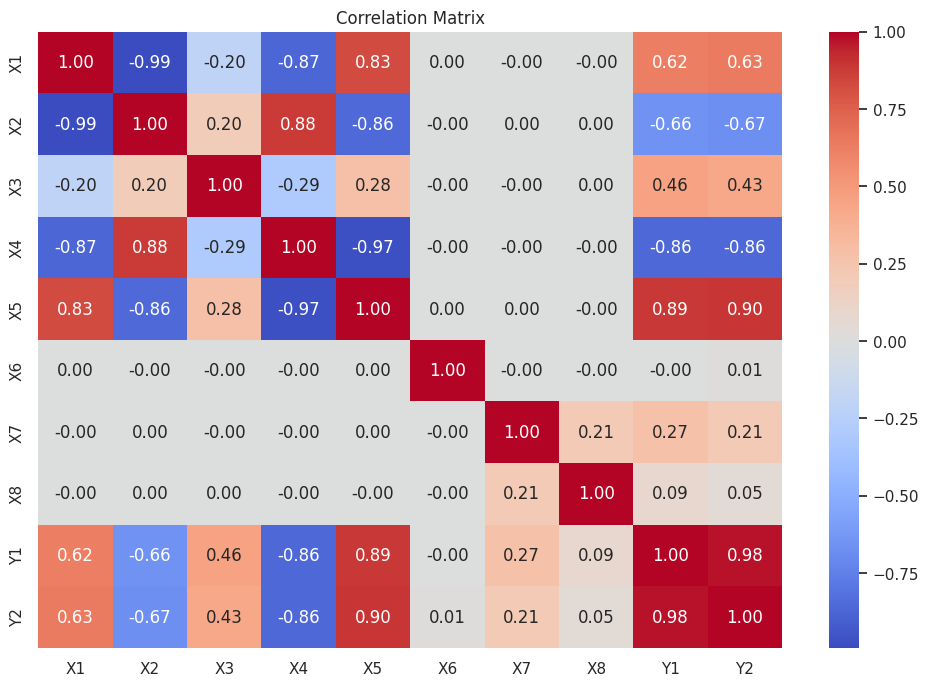 Correlation Matrix
X1 1.00 -0.99 -0.20 -0.87 0.83 0.00 -0.00 -0.00 0.62 0.63
X2 -0.99 1.00 0.20 0.88 -0.86 -0.00 0.00 0.00 -0.66 -0.67
X3 -0.20 0.20 1.00 -0.29 0.28 -0.00 -0.00 0.00 0.46 0.43
X4 -0.87 0.88 -0.29 1.00 -0.97 -0.00 -0.00 -0.00 -0.86 -0.86
X5 0.83 -0.86 0.28 -0.97 1.00 0.00 0.00 -0.00 0.89 0.90
X6 0.00 -0.00 -0.00 -0.00 0.00 1.00 -0.00 -0.00 -0.00 0.01
X7 -0.00 0.00 -0.00 -0.00 0.00 -0.00 1.00 0.21 0.27 0.21
X8 -0.00 0.00 0.00 -0.00 -0.00 -0.00 0.21 1.00 0.09 0.05
Y1 0.62 -0.66 0.46 -0.86 0.89 -0.00 0.27 0.09 1.00 0.98
Y2 0.63 -0.67 0.43 -0.86 0.90 0.01 0.21 0.05 0.98 1.00
X1 X2 X3 X4 X5 X6 X7 X8 Y1 Y2
1.00
0.75
0.50
0.25
0.00
−0.25
−0.50
−0.75